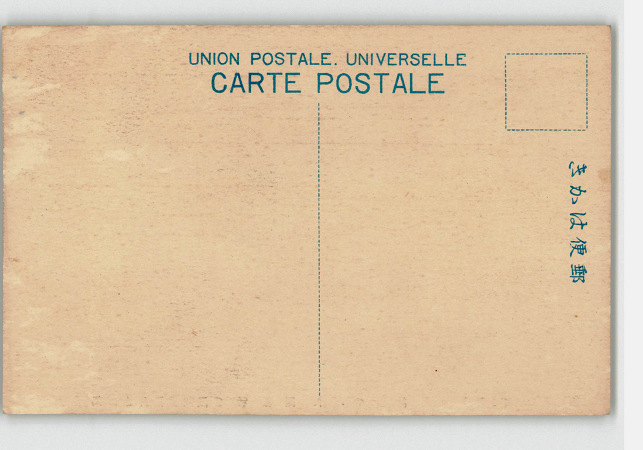 UNION POSTALE. UNIVERSELLE
CARTE POSTALE
きかは便郵